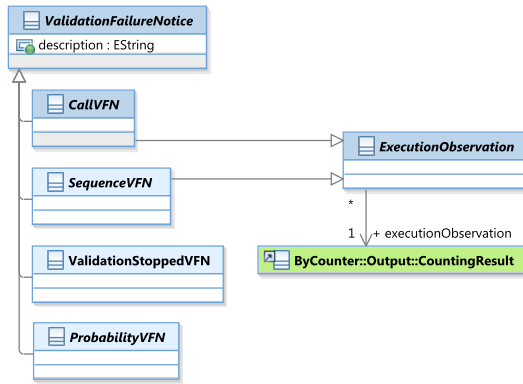 ValidationFailureNotice
description : EString
CallVFN
ExecutionObservation
SequenceVFN
*
1 + executionObservation
ValidationStoppedVFN
ByCounter::Output::CountingResult
ProbabilityVFN